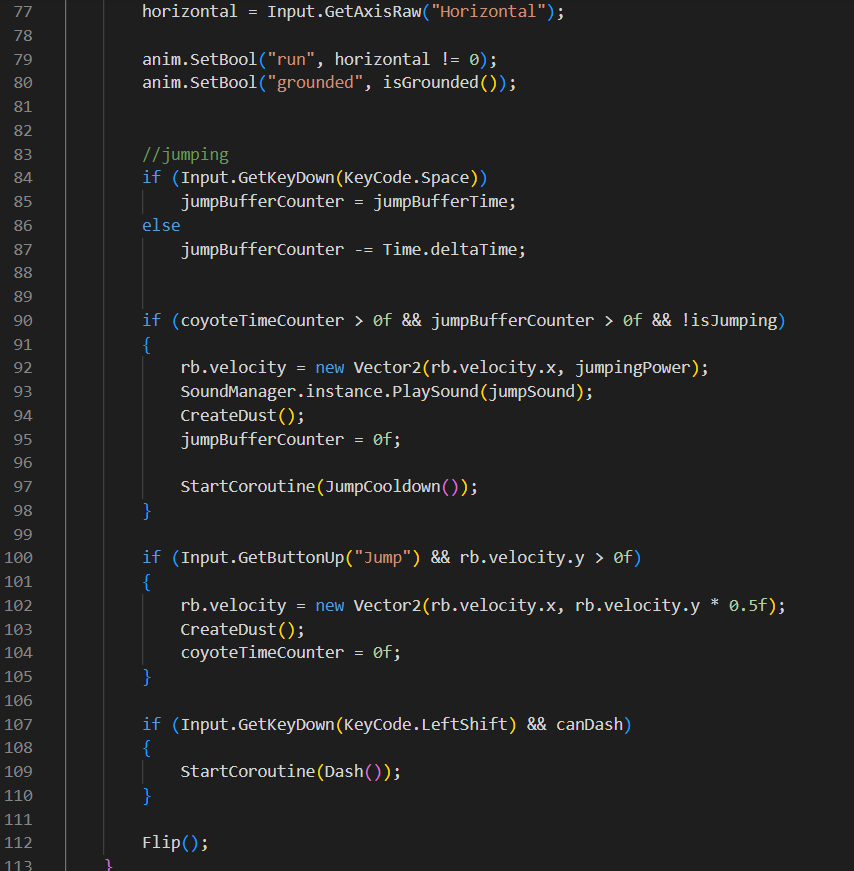 77 horizontal = Input.GetAxisRaw("Horizontal");
78
79 anim.SetBool("run", horizontal != 0);
80 anim.SetBool("grounded", isGrounded());
81
82
83 //jumping
84 if (Input.GetKeyDown(KeyCode.Space))
85 jumpBufferCounter = jumpBufferTime;
86 else
87 jumpBufferCounter -= Time.deltaTime;
88
89
90 if (coyoteTimeCounter > 0f && jumpBufferCounter > 0f && !isJumping)
91 {
92 rb.velocity = new Vector2(rb.velocity.x, jumpingPower);
93 SoundManager.instance.PlaySound(jumpSound);
94 CreateDust();
95 jumpBufferCounter = 0f;
96
97 StartCoroutine(JumpCooldown());
98 }
99
100 if (Input.GetButtonUp("Jump") && rb.velocity.y > 0f)
101 {
102 rb.velocity = new Vector2(rb.velocity.x, rb.velocity.y * 0.5f);
103 CreateDust();
104 coyoteTimeCounter = 0f;
105 }
106
107 if (Input.GetKeyDown(KeyCode.LeftShift) && canDash)
108 {
109 StartCoroutine(Dash());
110 }
111
112 Flip();
113 }